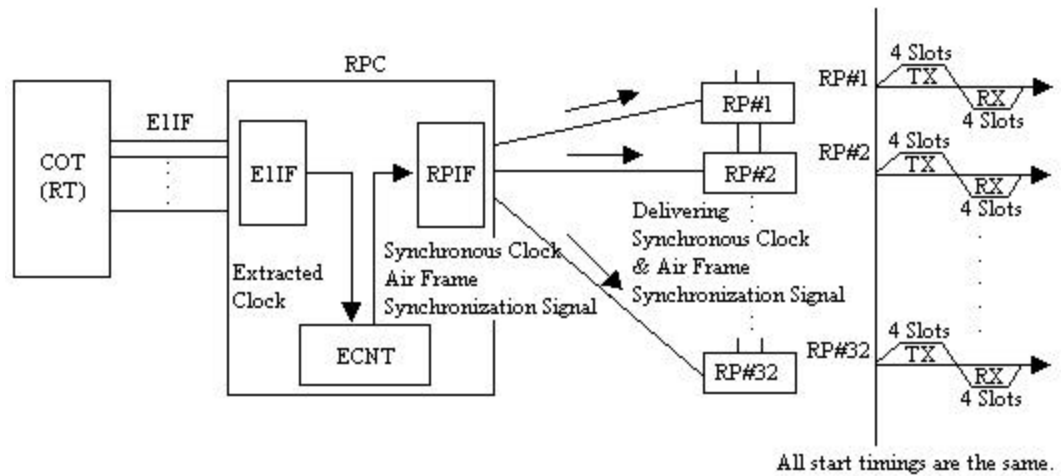 RPC
E1IF
COT
(RT)
E1IF
RPIF
Extracted
Clock
ECNT
Synchronous Clock
Air Frame
Synchronization Signal
RP#1
RP#2
Delivering
Synchronous Clock
& Air Frame
Synchronization Signal
RP#32
RP#1
4 Slots
TX
RX
4 Slots
RP#2
4 Slots
TX
RX
4 Slots
RP#32
4 Slots
TX
RX
4 Slots
All start timings are the same.